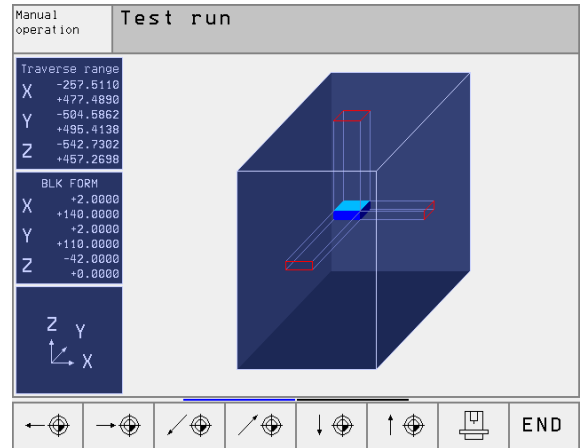 Manual
operation
Test run
Traverse range
X -257.5110
+477.4890
Y -504.5862
+495.4138
Z -542.7302
+457.2698
BLK FORM
X +2.0000
+140.0000
Y +2.0000
+110.0000
Z -42.0000
+0.0000
Z Y
X
END